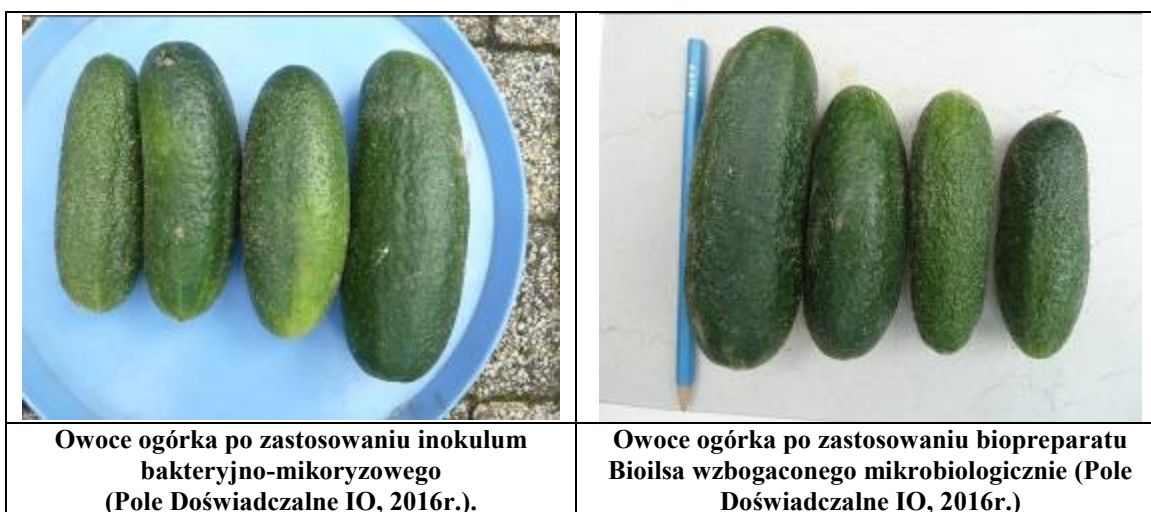 Owoce ogórka po zastosowaniu inokulum
bakteryjno-mikoryzowego
(Pole Doświadczalne IO, 2016r.).
Owoce ogórka po zastosowaniu biopreparatu
Bioilsa wzbogaconego mikrobiologicznie (Pole
Doświadczalne IO, 2016r.)